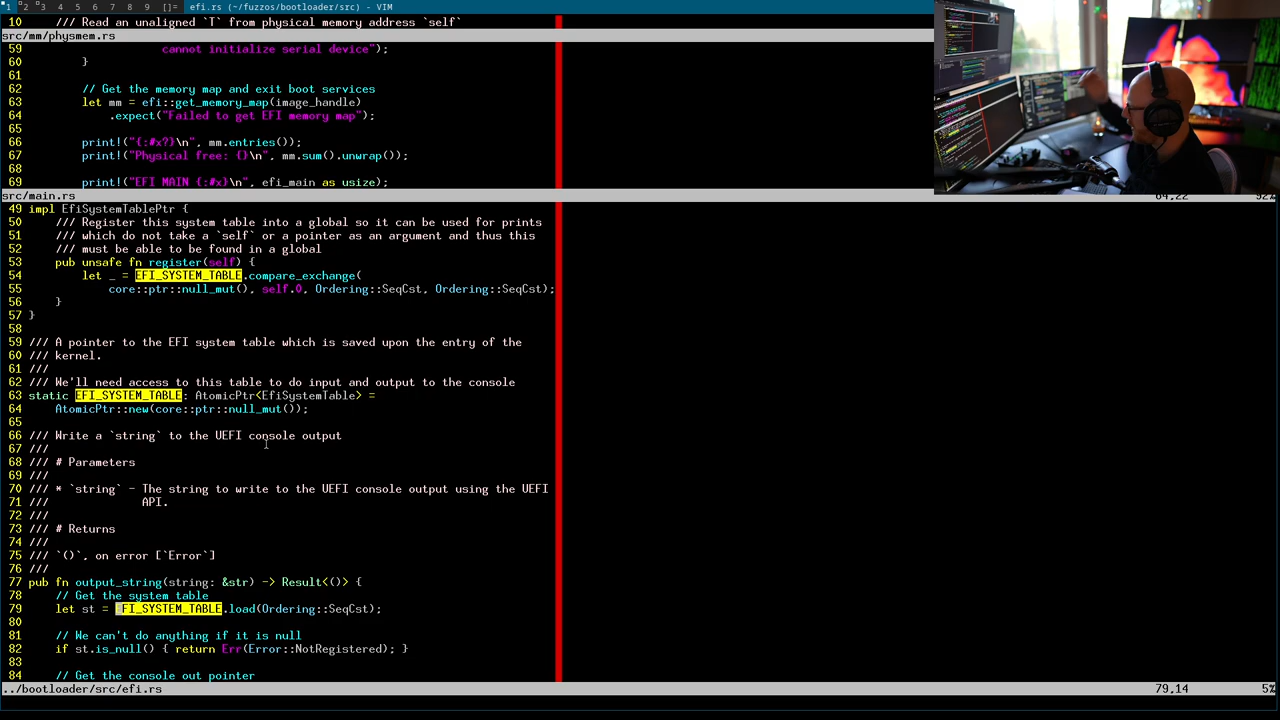 1 2 3 4 5 6 7 8 9 []= efi.rs (~/fuzzos/bootloader/src) - VIM
10 /// Read an unaligned `T` from physical memory address `self`
src/mm/physmem.rs
59 cannot initialize serial device");
60 }
61
62 // Get the memory map and exit boot services
63 let mm = efi::get_memory_map(image_handle)
64 .expect("Failed to get EFI memory map");
65
66 print!("{:#x?}\n", mm.entries());
67 print!("Physical free: {}\n", mm.sum().unwrap());
68
69 print!("EFI MAIN {:#x}\n", efi_main as usize);
src/main.rs 64,22 52%
49 impl EfiSystemTablePtr {
50 /// Register this system table into a global so it can be used for prints
51 /// which do not take a `self` or a pointer as an argument and thus this
52 /// must be able to be found in a global
53 pub unsafe fn register(self) {
54 let _ = EFI_SYSTEM_TABLE.compare_exchange(
55 core::ptr::null_mut(), self.0, Ordering::SeqCst, Ordering::SeqCst);
56 }
57 }
58
59 /// A pointer to the EFI system table which is saved upon the entry of the
60 /// kernel.
61 ///
62 /// We'll need access to this table to do input and output to the console
63 static EFI_SYSTEM_TABLE: AtomicPtr<EfiSystemTable> =
64 AtomicPtr::new(core::ptr::null_mut());
65
66 /// Write a `string` to the UEFI console output
67 ///
68 /// # Parameters
69 ///
70 /// * `string` - The string to write to the UEFI console output using the UEFI
71 /// API.
72 ///
73 /// # Returns
74 ///
75 /// `()`, on error [`Error`]
76 ///
77 pub fn output_string(string: &str) -> Result<()> {
78 // Get the system table
79 let st = EFI_SYSTEM_TABLE.load(Ordering::SeqCst);
80
81 // We can't do anything if it is null
82 if st.is_null() { return Err(Error::NotRegistered); }
83
84 // Get the console out pointer
../bootloader/src/efi.rs 79,14 5%